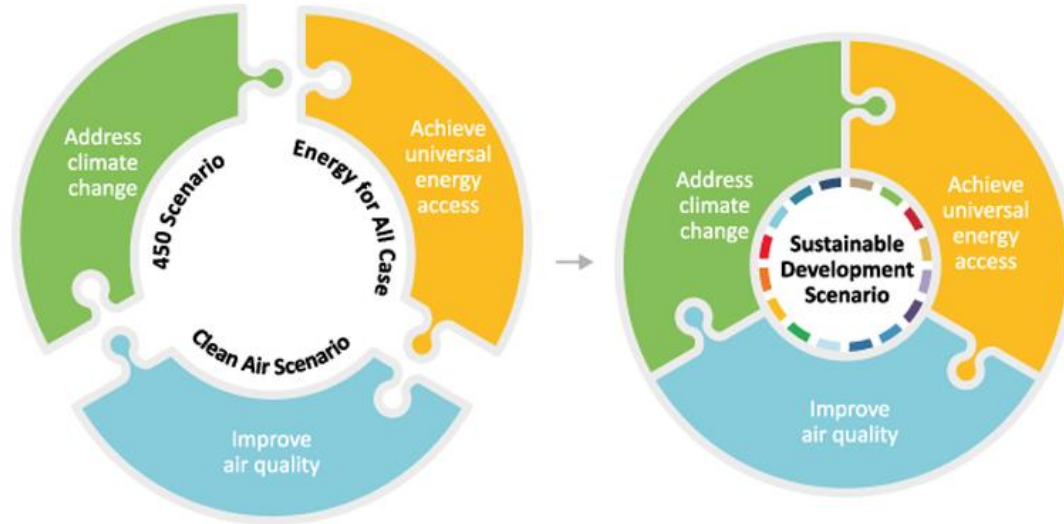 Address
climate
change
Achieve
universal
energy
access
450 Scenario
Energy for All Case
Clean Air Scenario
Improve
air quality
Address
climate
change
Achieve
universal
energy
access
Sustainable
Development
Scenario
Improve
air quality